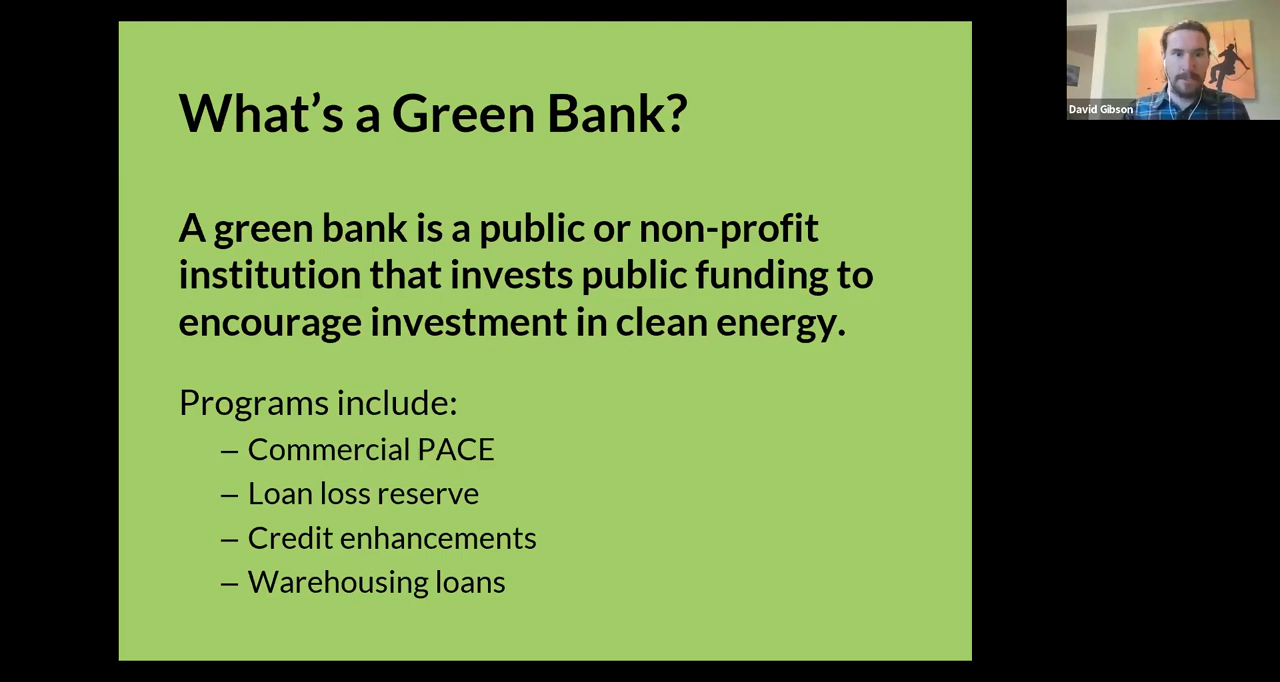 What's a Green Bank?
A green bank is a public or non-profit
institution that invests public funding to
encourage investment in clean energy.
Programs include:
– Commercial PACE
– Loan loss reserve
– Credit enhancements
– Warehousing loans
David Gibson